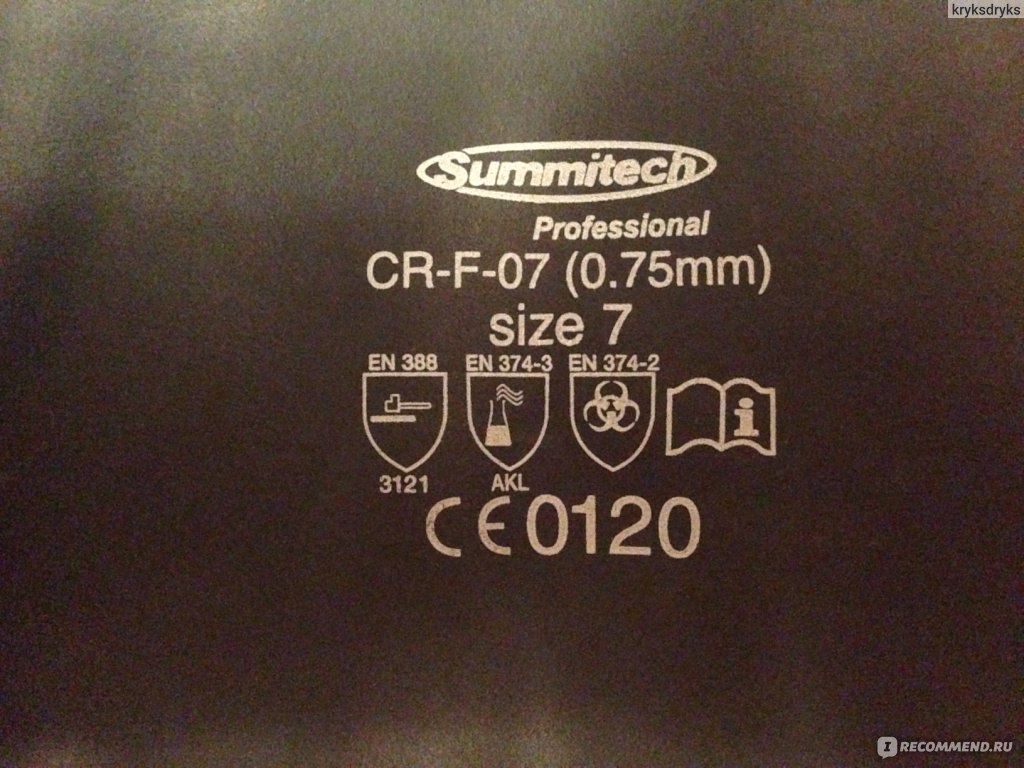 kryksdryks
Summitech
Professional
CR-F-07 (0.75mm)
size 7
EN 388 EN 374-3 EN 374-2
i
3121 AKL
CE 0120
I RECOMMEND.RU